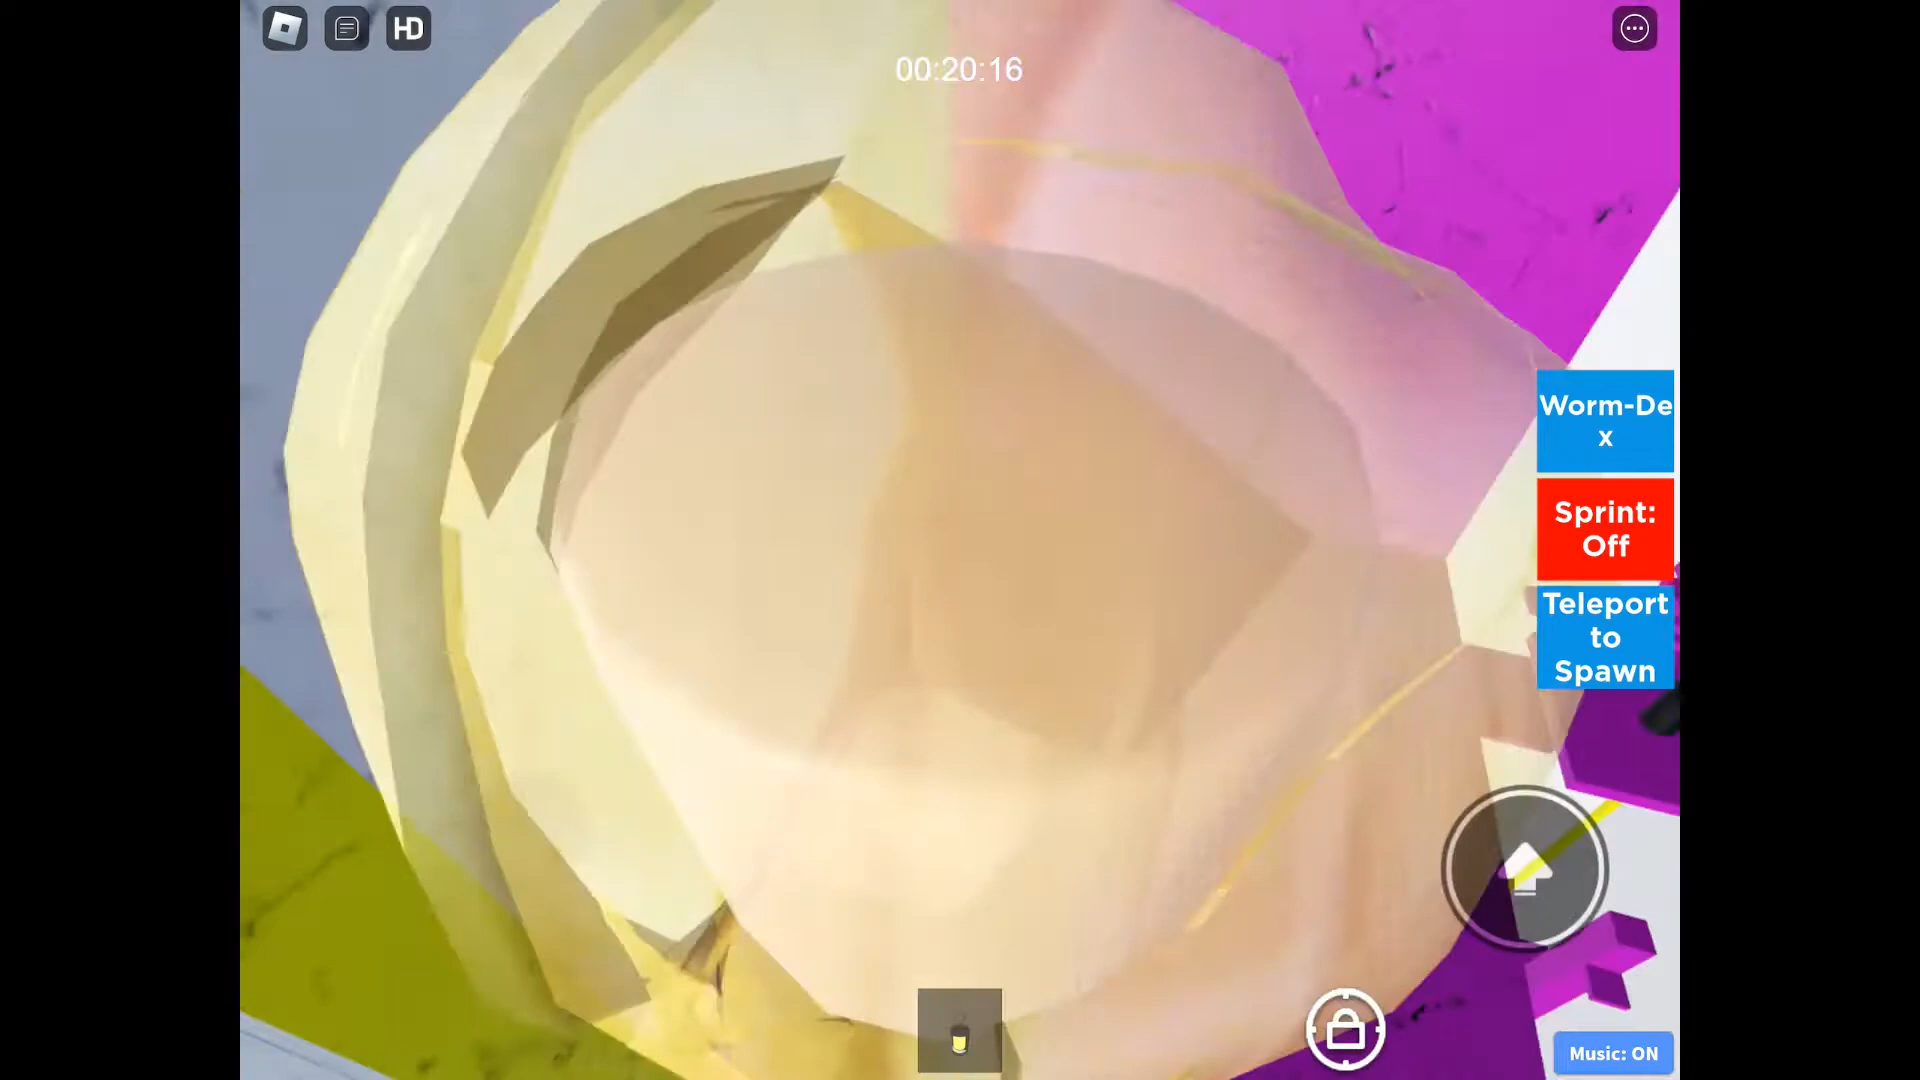 HD
00:20:16
Worm-De
x
Sprint:
Off
Teleport
to
Spawn
Music: ON